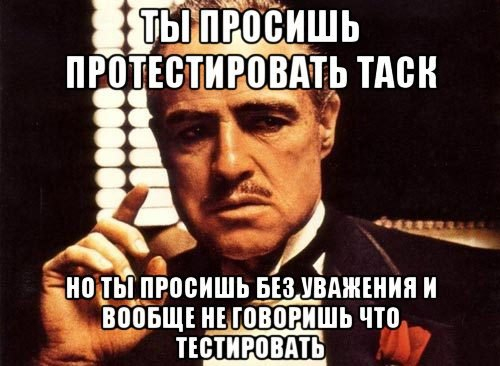 ТЫ ПРОСИШЬ
ПРОТЕСТИРОВАТЬ ТАСК
НО ТЫ ПРОСИШЬ БЕЗ УВАЖЕНИЯ И
ВООБЩЕ НЕ ГОВОРИШЬ ЧТО
ТЕСТИРОВАТЬ